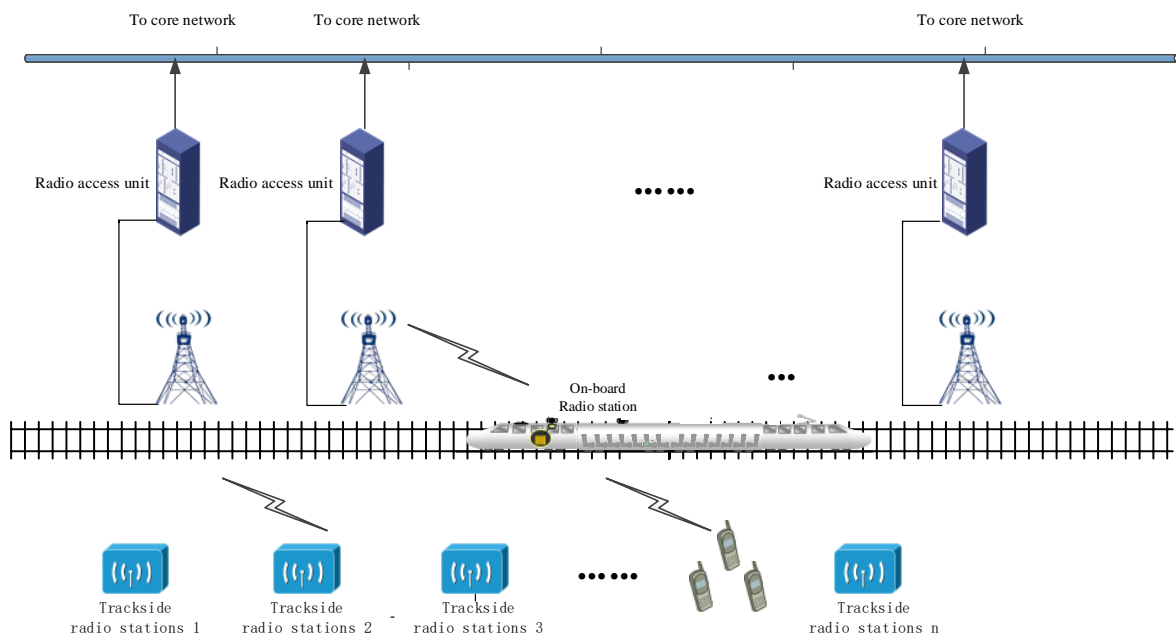 To core network
To core network
To core network
Radio access unit
Radio access unit
Radio access unit
On-board
Radio station
Trackside
radio stations 1
Trackside
radio stations 2
Trackside
radio stations 3
Trackside
radio stations n